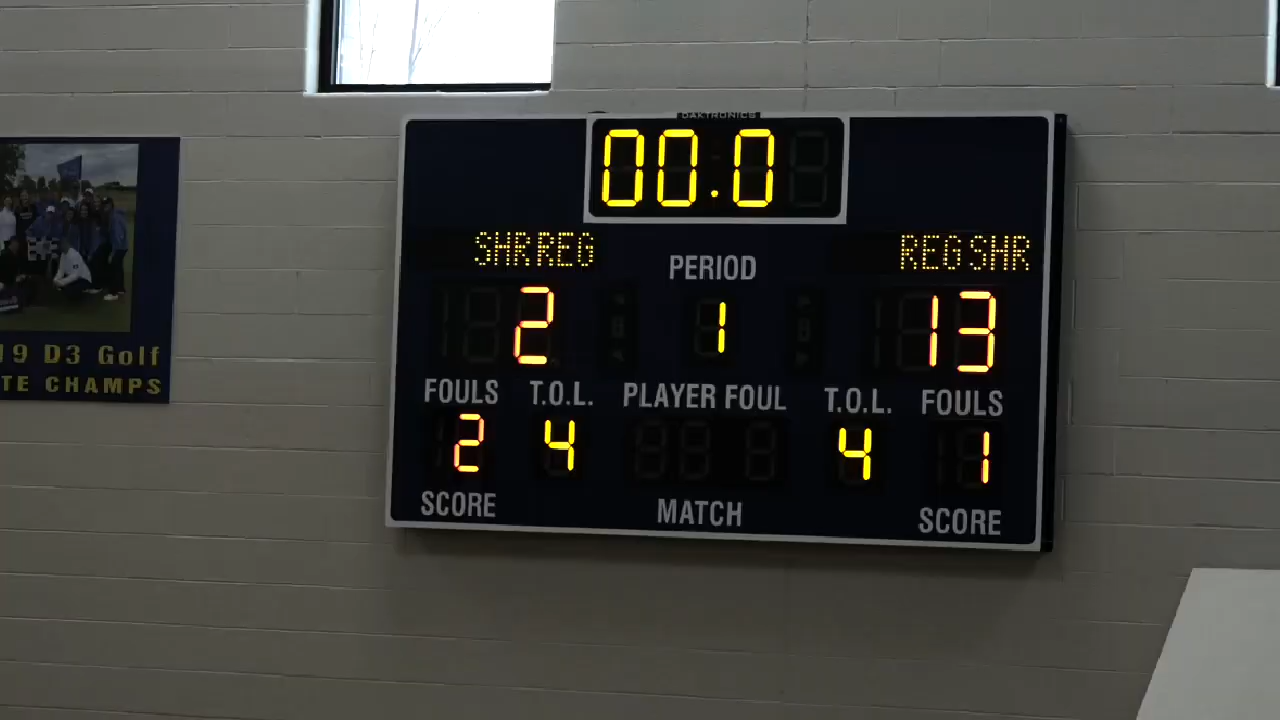 DAKTRONICS
00.0
SHR REG
REG SHR
PERIOD
2
1
13
FOULS T.O.L. PLAYER FOUL T.O.L. FOULS
2 4 4 1
SCORE MATCH SCORE
19 D3 Golf
TE CHAMPS